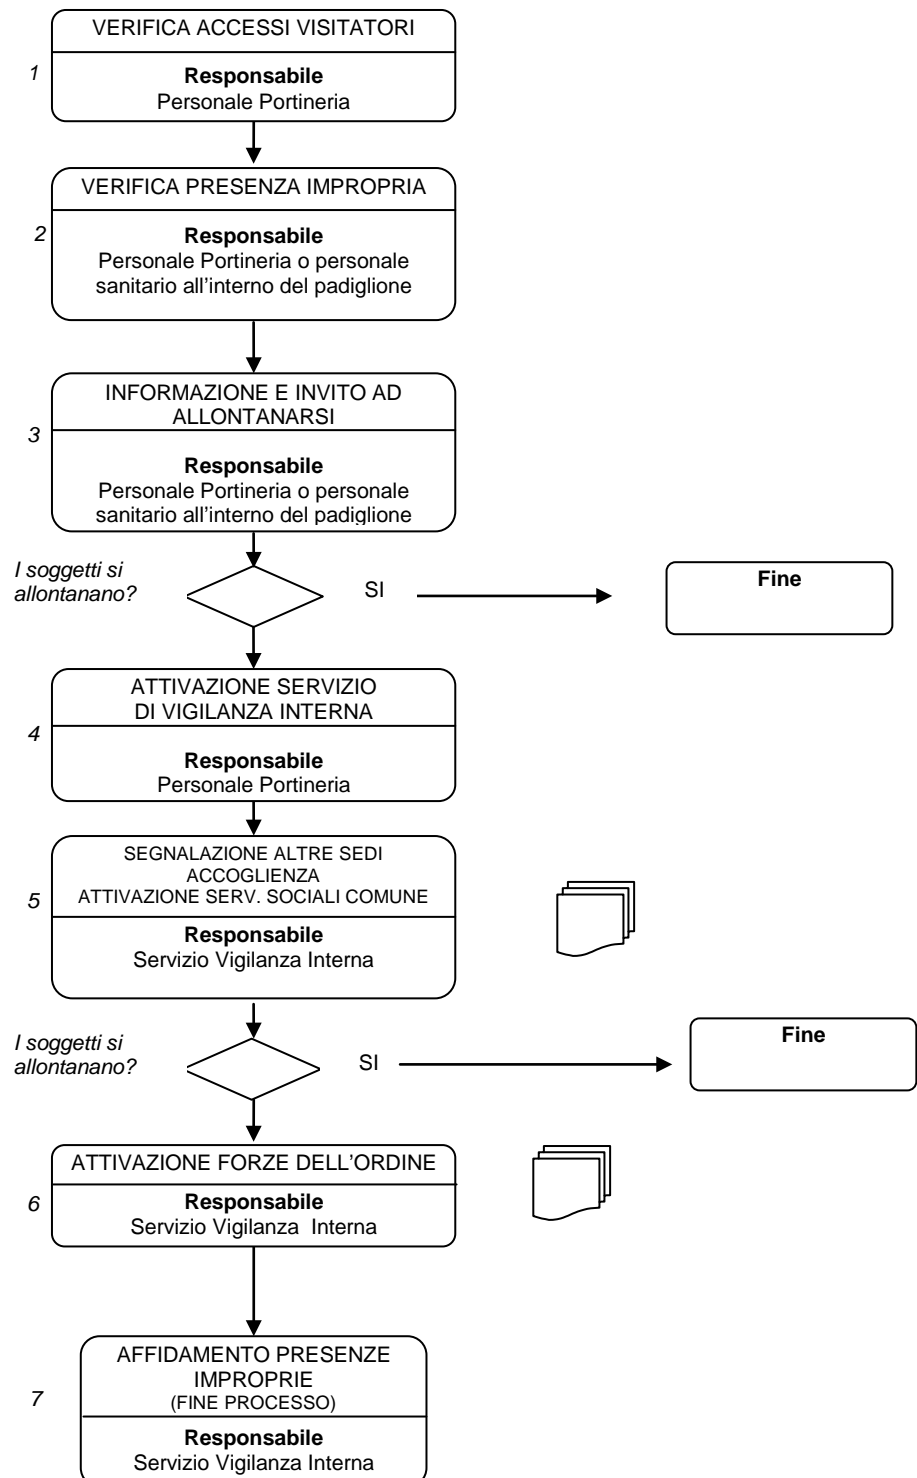 VERIFICA ACCESSI VISITATORI
1
Responsabile
Personale Portineria
VERIFICA PRESENZA IMPROPRIA
2
Responsabile
Personale Portineria o personale
sanitario all'interno del padiglione
INFORMAZIONE E INVITO AD
ALLONTANARSI
3
Responsabile
Personale Portineria o personale
sanitario all'interno del padiglione
I soggetti si
allontanano?
SI
Fine
ATTIVAZIONE SERVIZIO
DI VIGILANZA INTERNA
4
Responsabile
Personale Portineria
SEGNALAZIONE ALTRE SEDI
ACCOGLIENZA
ATTIVAZIONE SERV. SOCIALI COMUNE
5
Responsabile
Servizio Vigilanza Interna
I soggetti si
allontanano?
SI
Fine
ATTIVAZIONE FORZE DELL'ORDINE
6
Responsabile
Servizio Vigilanza Interna
AFFIDAMENTO PRESENZE
IMPROPRIE
(FINE PROCESSO)
7
Responsabile
Servizio Vigilanza Interna